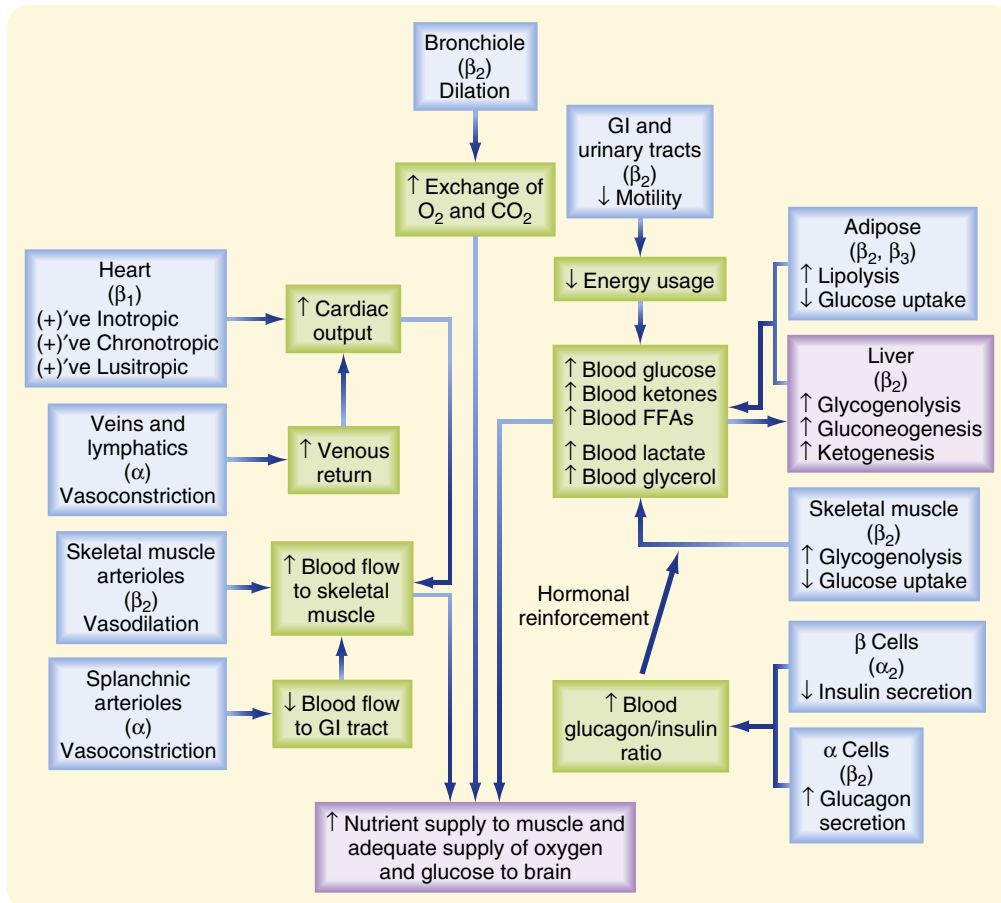 Bronchiole
(β₂)
Dilation
↑ Exchange of
O₂ and CO₂
GI and
urinary tracts
(β₂)
↓ Motility
↓ Energy usage
Heart
(β₁)
(+)′ve Inotropic
(+)′ve Chronotropic
(+)′ve Lusitropic
↑ Cardiac
output
Veins and
lymphatics
(α)
Vasoconstriction
↑ Venous
return
Skeletal muscle
arterioles
(β₂)
Vasodilation
↑ Blood flow
to skeletal
muscle
Splanchnic
arterioles
(α)
Vasoconstriction
↓ Blood flow
to GI tract
↑ Blood glucose
↑ Blood ketones
↑ Blood FFAs
↑ Blood lactate
↑ Blood glycerol
Adipose
(β₂, β₃)
↑ Lipolysis
↓ Glucose uptake
Liver
(β₂)
↑ Glycogenolysis
↑ Gluconeogenesis
↑ Ketogenesis
Skeletal muscle
(β₂)
↑ Glycogenolysis
↓ Glucose uptake
Hormonal
reinforcement
↑ Blood
glucagon/insulin
ratio
β Cells
(α₂)
↓ Insulin secretion
α Cells
(β₂)
↑ Glucagon
secretion
↑ Nutrient supply to muscle and
adequate supply of oxygen
and glucose to brain